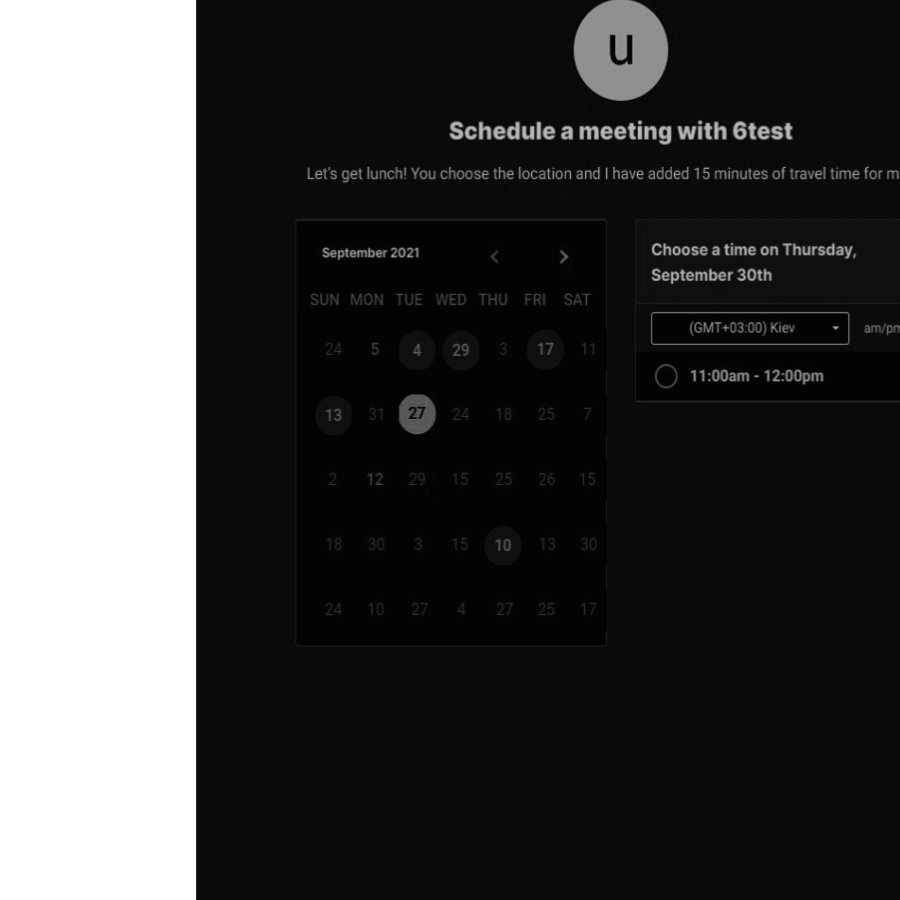 u
Schedule a meeting with 6test
Let's get lunch! You choose the location and I have added 15 minutes of travel time for m
September 2021
SUN MON TUE WED THU FRI SAT
24 5 4 29 3 17 11
13 31 27 24 18 25 7
2 12 29 15 25 26 15
18 30 3 15 10 13 30
24 10 27 4 27 25 17
Choose a time on Thursday,
September 30th
(GMT+03:00) Kiev am/pm
11:00am - 12:00pm